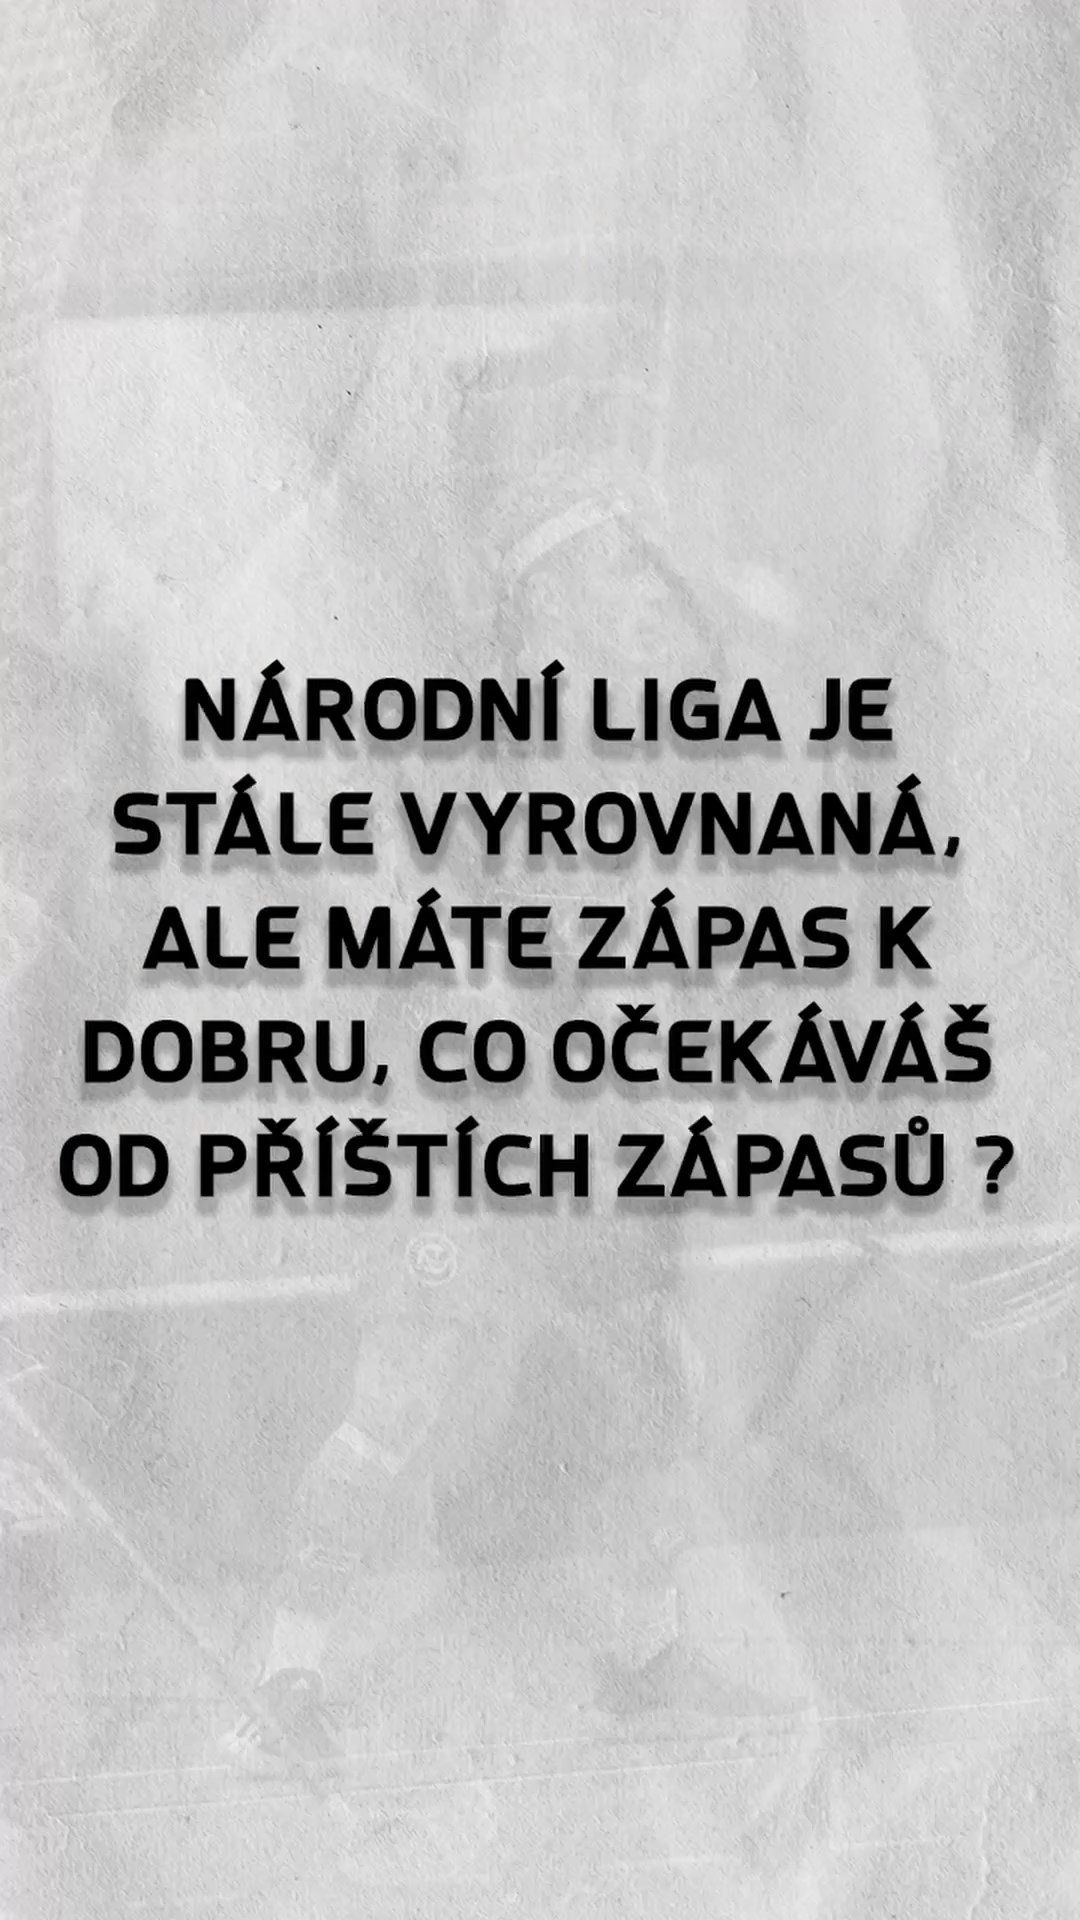 NÁRODNÍ LIGA JE
STÁLE VYROVNANÁ,
ALE MÁTE ZÁPAS K
DOBRU, CO OČEKÁVÁŠ
OD PŘÍŠTÍCH ZÁPASŮ ?